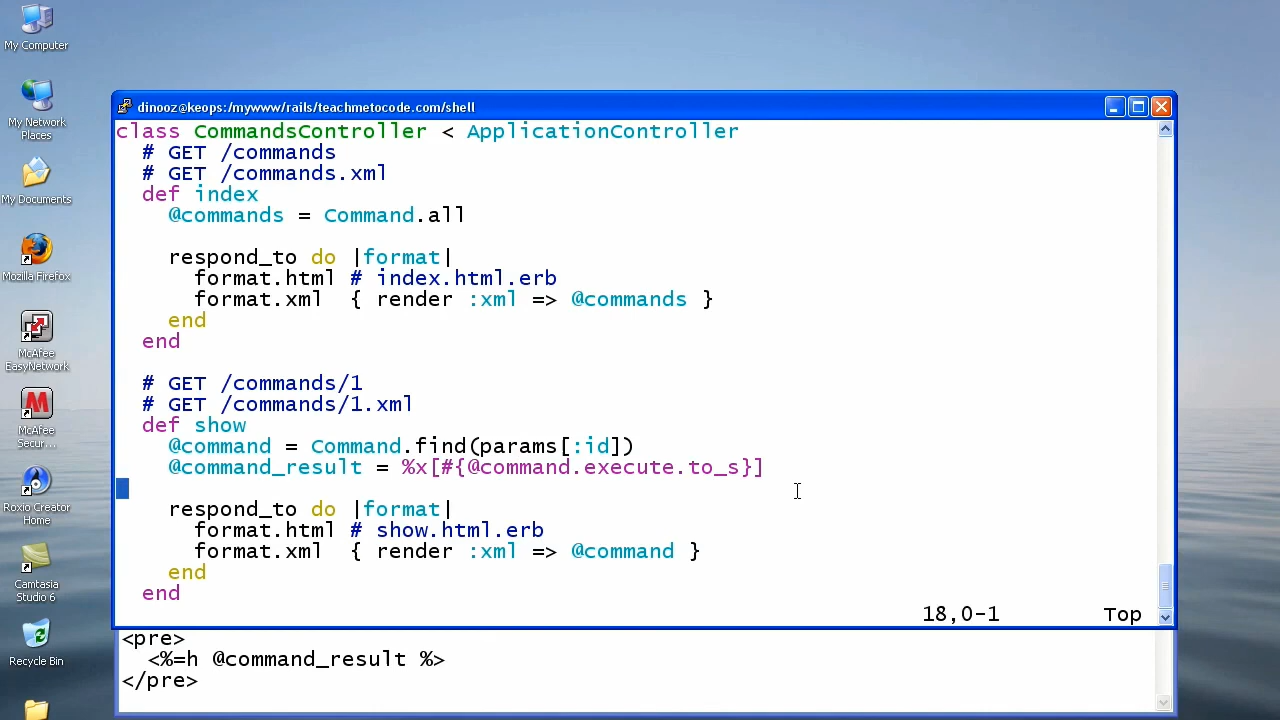 My Computer
My Network
Places
My Documents
Mozilla Firefox
McAfee
EasyNetwork
McAfee
Secur...
Roxio Creator
Home
Camtasia
Studio 6
Recycle Bin
dinooz@keops:/mywww/rails/teachmetocode.com/shell
class CommandsController < ApplicationController
  # GET /commands
  # GET /commands.xml
  def index
    @commands = Command.all
    respond_to do |format|
      format.html # index.html.erb
      format.xml  { render :xml => @commands }
    end
  end
  # GET /commands/1
  # GET /commands/1.xml
  def show
    @command = Command.find(params[:id])
    @command_result = %x[#{@command.execute.to_s}]
    respond_to do |format|
      format.html # show.html.erb
      format.xml  { render :xml => @command }
    end
  end
18,0-1 Top
<pre>
  <%=h @command_result %>
</pre>